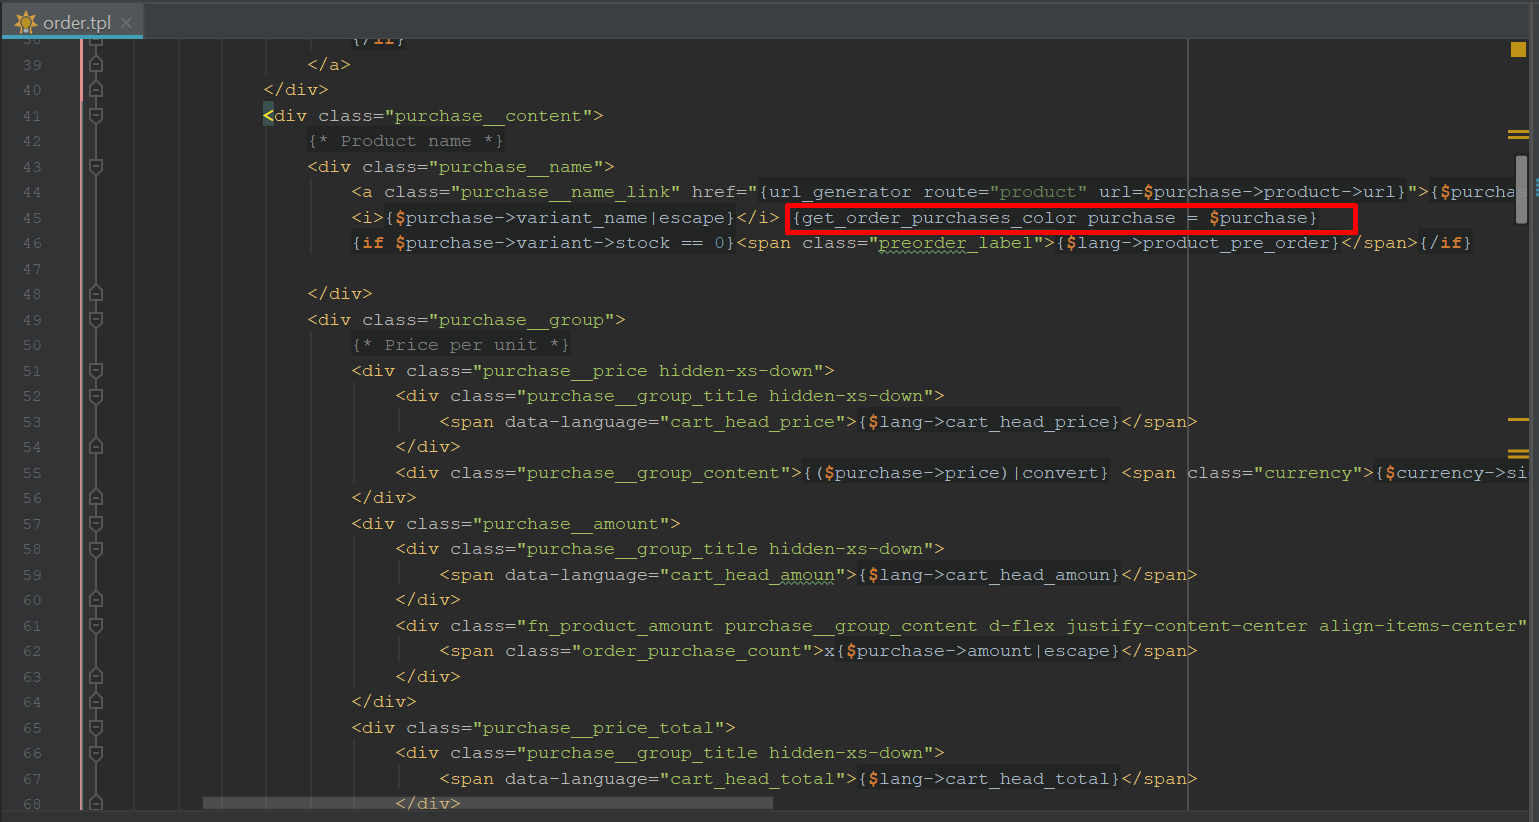 order.tpl
38 {/if}
39 </a>
40 </div>
41 <div class="purchase__content">
42 {* Product name *}
43 <div class="purchase__name">
44 <a class="purchase__name_link" href="{url_generator route="product" url=$purchase->product->url}">{$purchas
45 <i>{$purchase->variant_name|escape}</i> {get_order_purchases_color purchase = $purchase}
46 {if $purchase->variant->stock == 0}<span class="preorder_label">{$lang->product_pre_order}</span>{/if}
47
48 </div>
49 <div class="purchase__group">
50 {* Price per unit *}
51 <div class="purchase__price hidden-xs-down">
52 <div class="purchase__group_title hidden-xs-down">
53 <span data-language="cart_head_price">{$lang->cart_head_price}</span>
54 </div>
55 <div class="purchase__group_content">{($purchase->price)|convert} <span class="currency">{$currency->si
56 </div>
57 <div class="purchase__amount">
58 <div class="purchase__group_title hidden-xs-down">
59 <span data-language="cart_head_amoun">{$lang->cart_head_amoun}</span>
60 </div>
61 <div class="fn_product_amount purchase__group_content d-flex justify-content-center align-items-center"
62 <span class="order_purchase_count">x{$purchase->amount|escape}</span>
63 </div>
64 </div>
65 <div class="purchase__price_total">
66 <div class="purchase__group_title hidden-xs-down">
67 <span data-language="cart_head_total">{$lang->cart_head_total}</span>
68 </div>